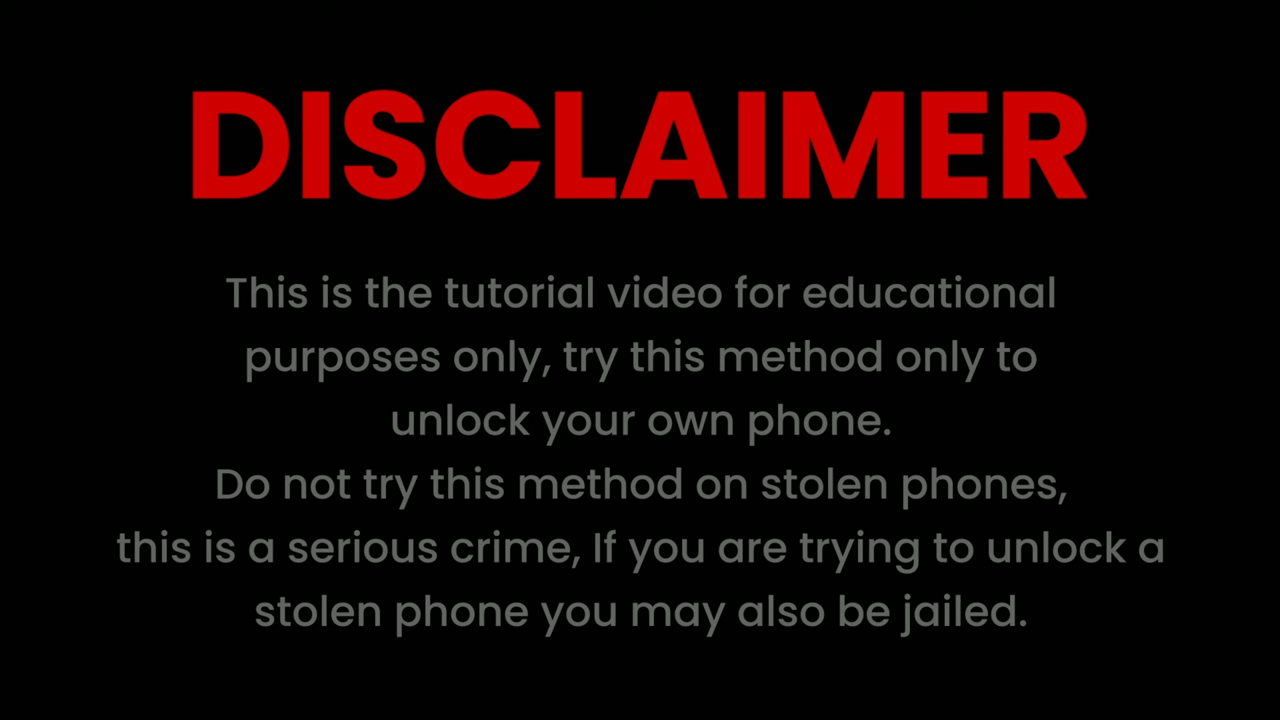 DISCLAIMER
This is the tutorial video for educational
purposes only, try this method only to
unlock your own phone.
Do not try this method on stolen phones,
this is a serious crime, If you are trying to unlock a
stolen phone you may also be jailed.